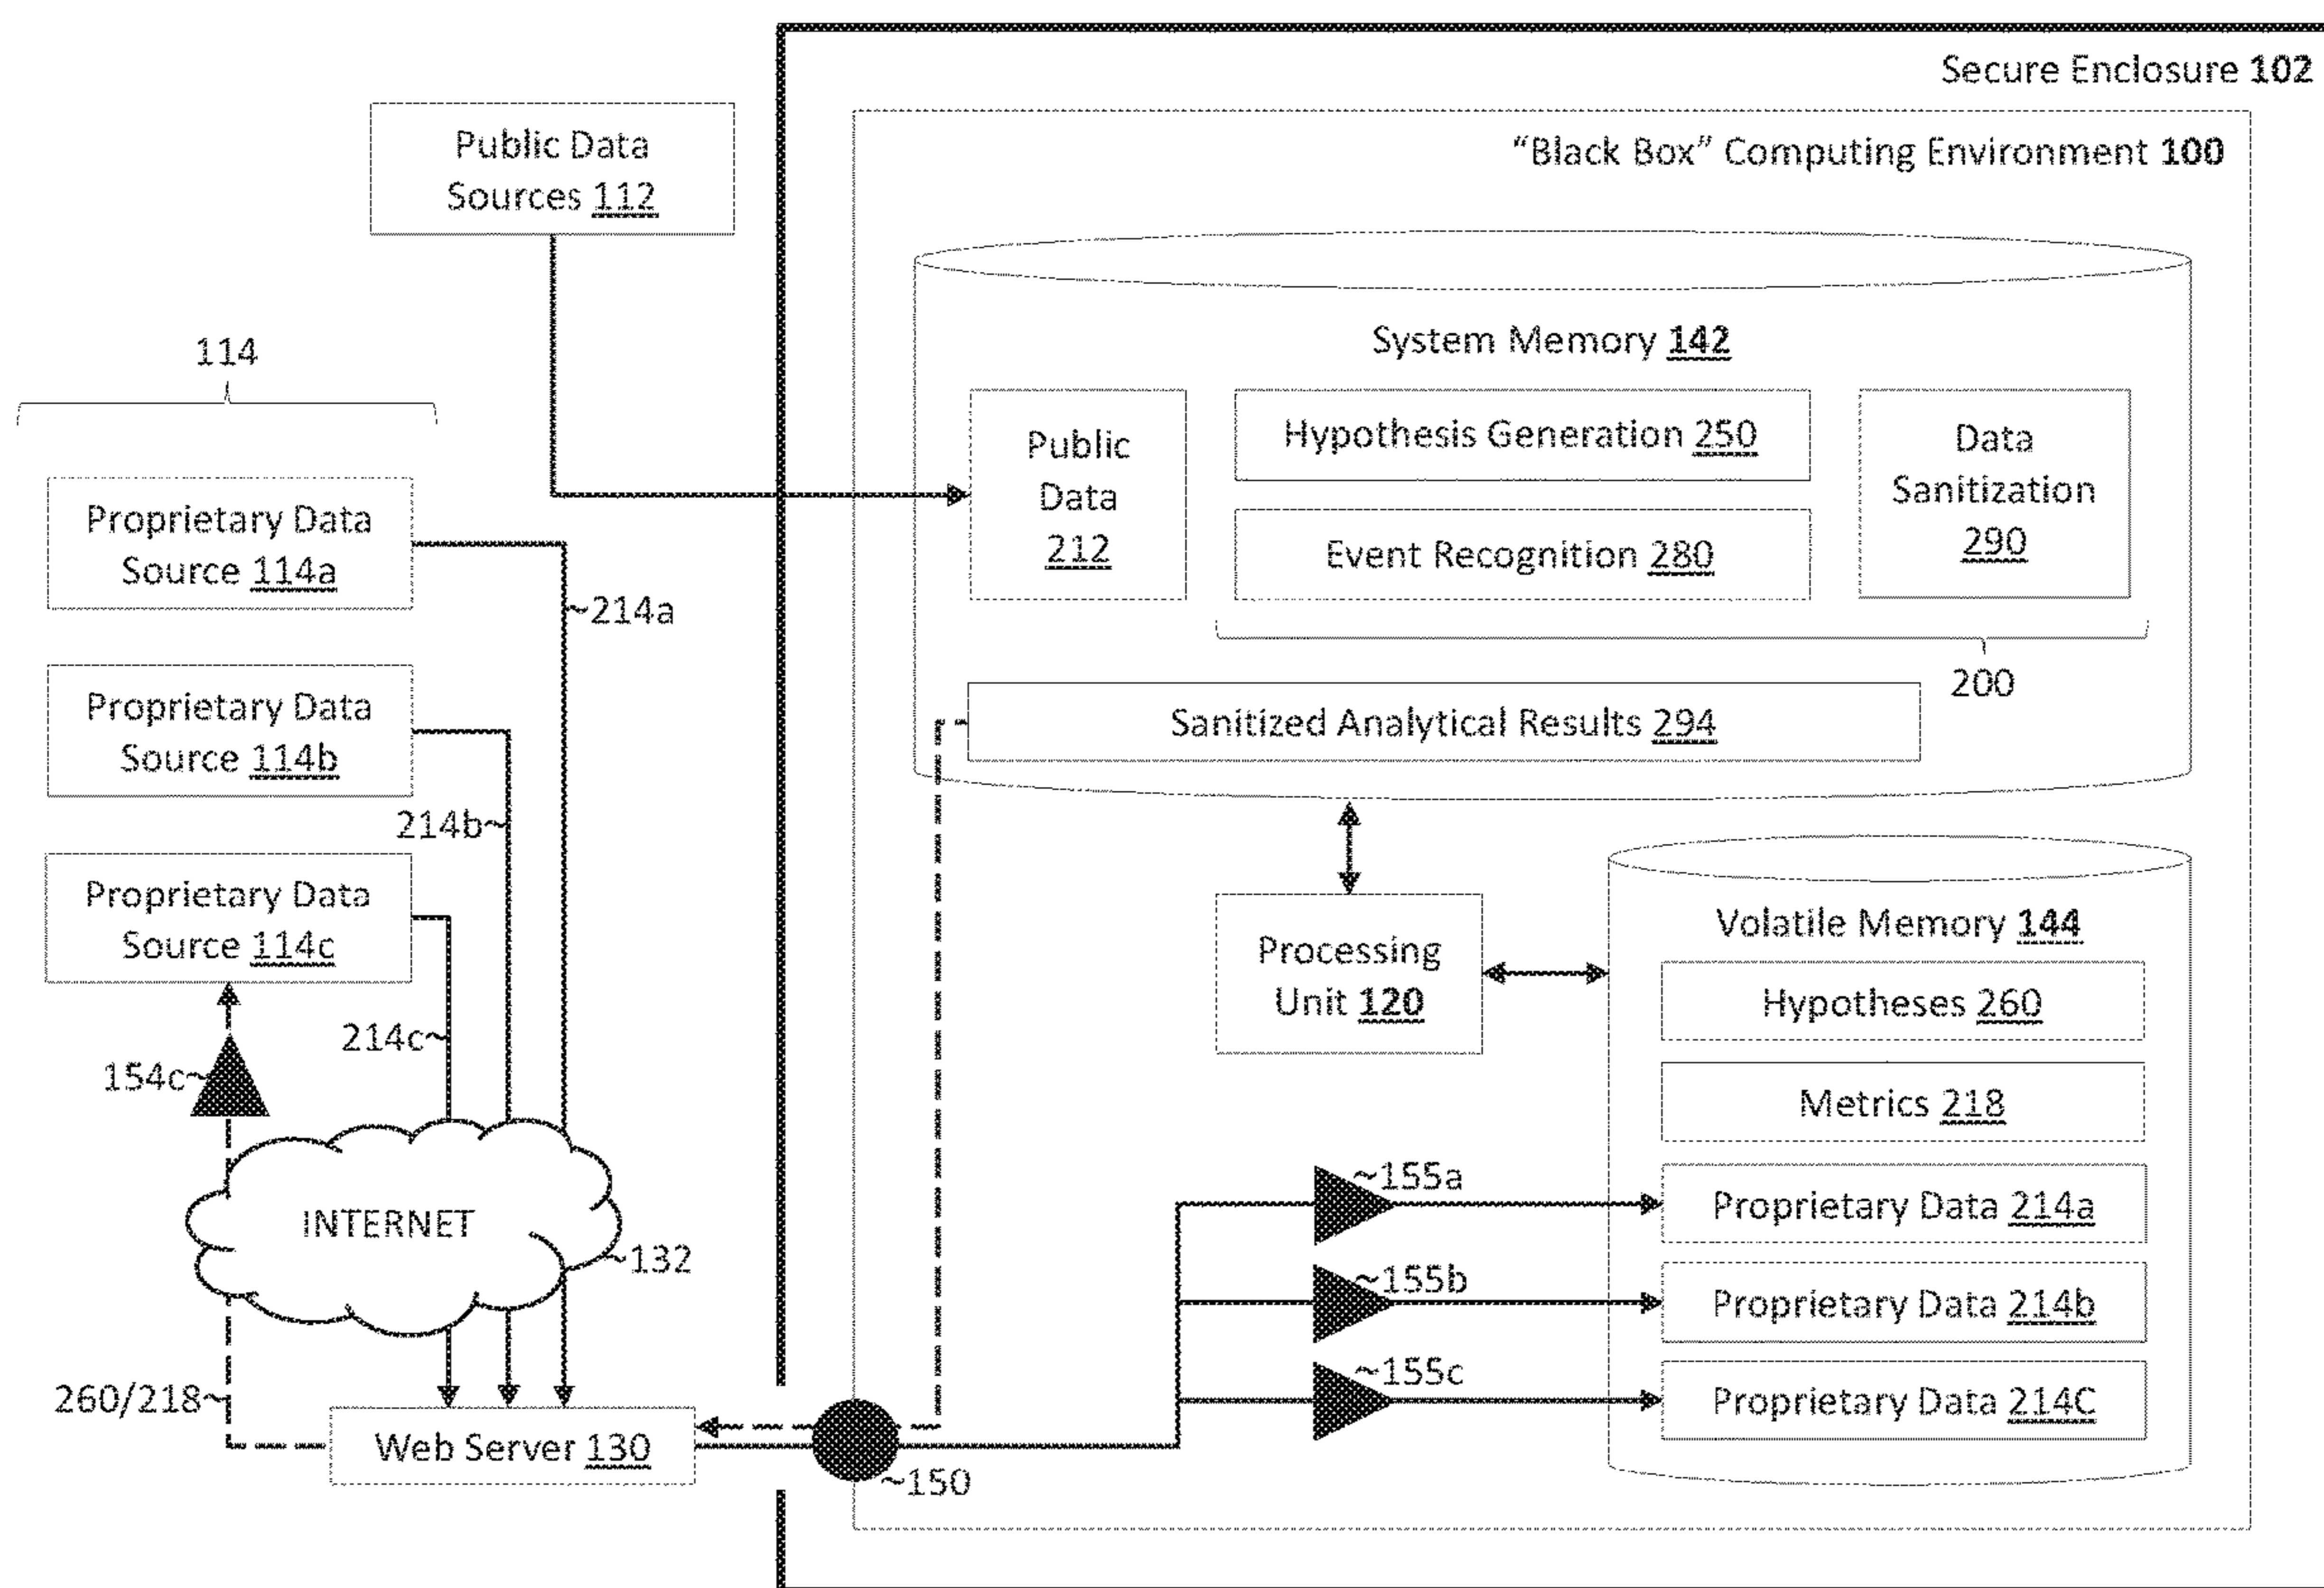 Secure Enclosure 102
"Black Box" Computing Environment 100
Public Data
Sources 112
114
Proprietary Data
Source 114a
~214a
Proprietary Data
Source 114b
214b~
Proprietary Data
Source 114c
214c~
154c~
INTERNET
~132
260/218~
Web Server 130
~150
System Memory 142
Public
Data
212
Hypothesis Generation 250
Event Recognition 280
Data
Sanitization
290
200
Sanitized Analytical Results 294
Processing
Unit 120
Volatile Memory 144
Hypotheses 260
Metrics 218
~155a
Proprietary Data 214a
~155b
Proprietary Data 214b
~155c
Proprietary Data 214C